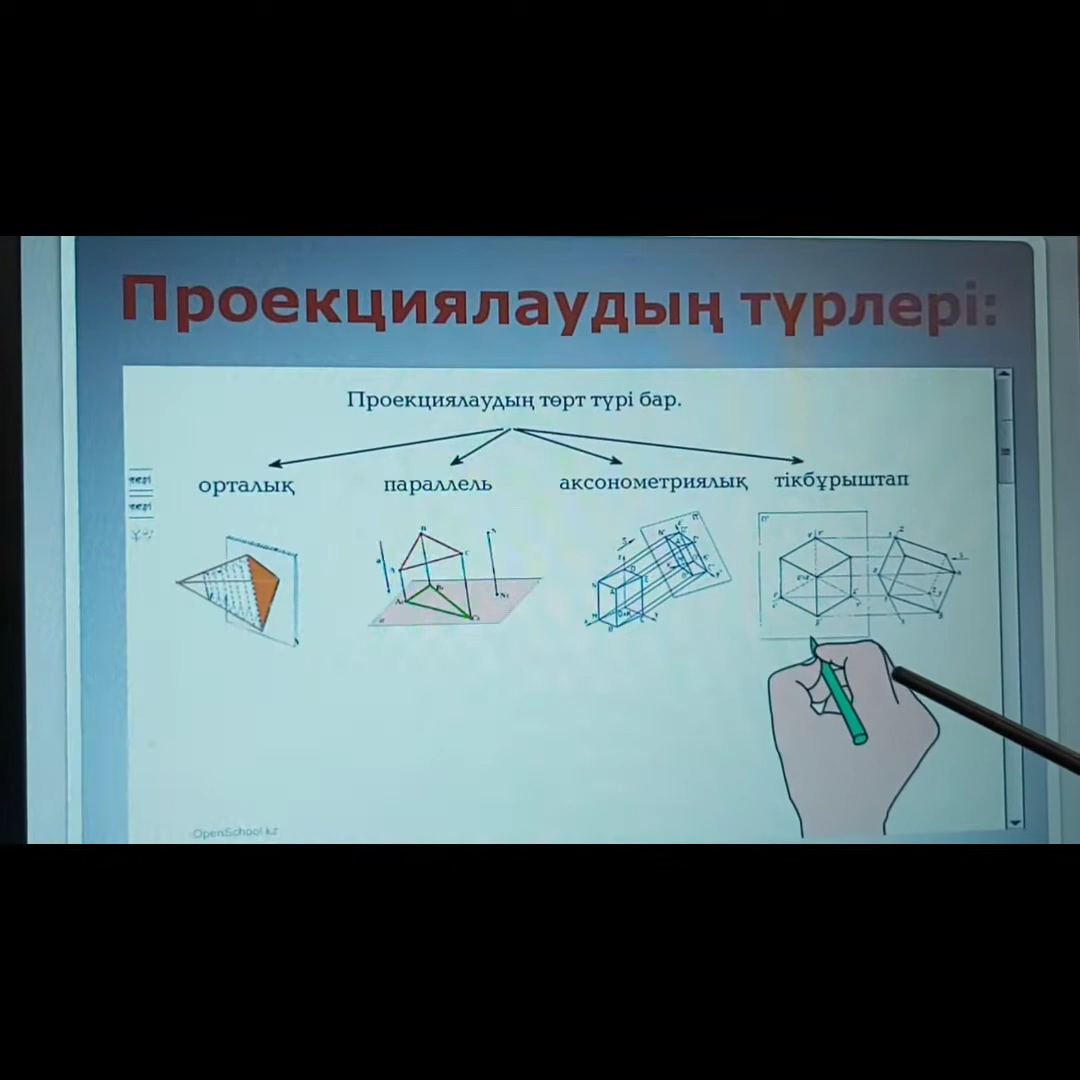 Проекциялаудың түрлері:
Проекциялаудың төрт түрі бар.
орталық параллель аксонометриялық тікбұрыштап
OpenSchool.kz